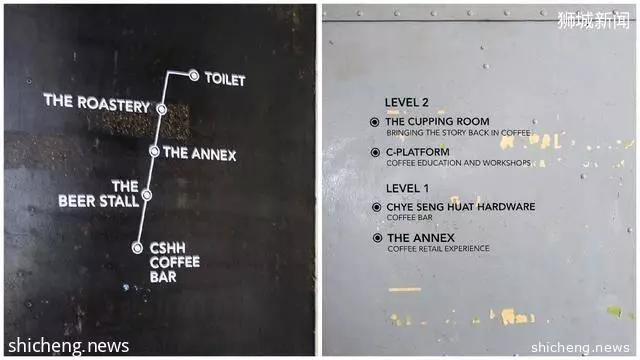 TOILET
THE ROASTERY
THE ANNEX
THE
BEER STALL
CSHH
COFFEE
BAR
shicheng.news
狮城新闻
LEVEL 2
THE CUPPING ROOM
BRINGING THE STORY BACK IN COFFEE
C-PLATFORM
COFFEE EDUCATION AND WORKSHOPS
LEVEL 1
CHYE SENG HUAT HARDWARE
COFFEE BAR
THE ANNEX
COFFEE RETAIL EXPERIENCE
shicheng.news